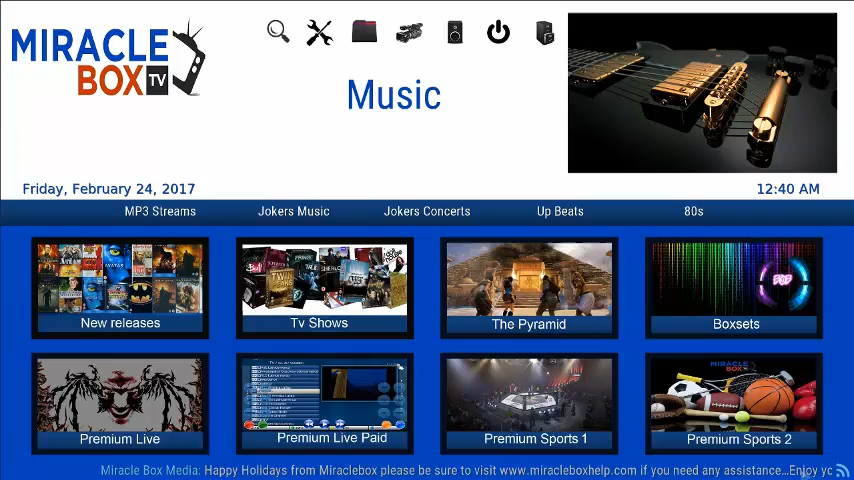 MIRACLE
BOX TV
Music
Friday, February 24, 2017
12:40 AM
MP3 Streams
Jokers Music
Jokers Concerts
Up Beats
80s
New releases
Tv Shows
The Pyramid
Boxsets
Premium Live
Premium Live Paid
Premium Sports 1
MIRACLE
BOX
Premium Sports 2
Miracle Box Media: Happy Holidays from Miraclebox please be sure to visit www.miracleboxhelp.com if you need any assistance...Enjoy yc